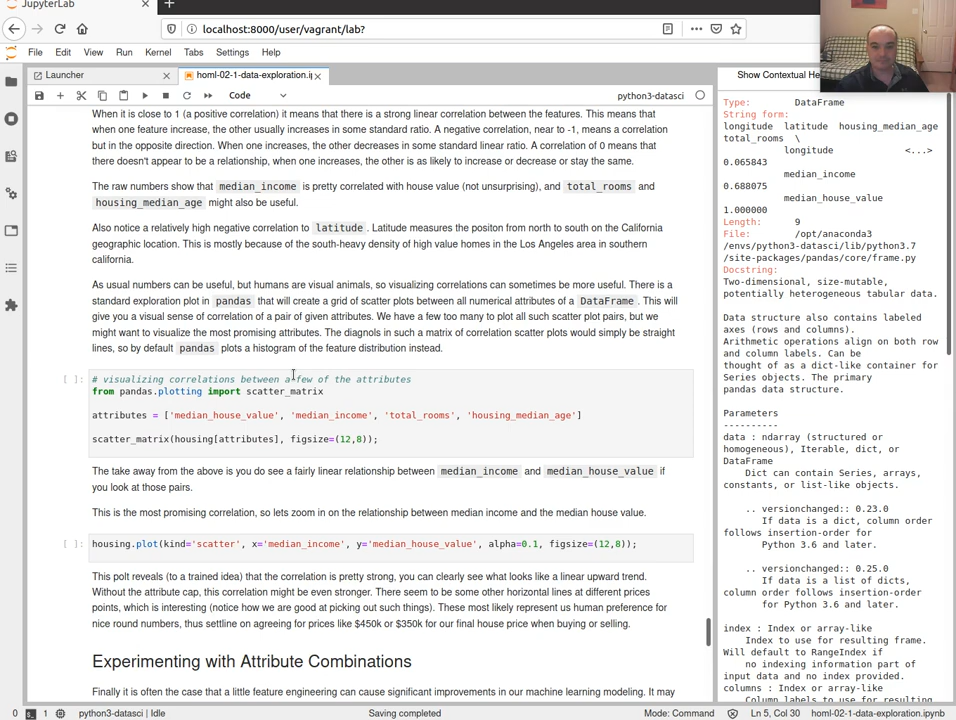 JupyterLab
localhost:8000/user/vagrant/lab?
File Edit View Run Kernel Tabs Settings Help
Launcher
homl-02-1-data-exploration.i
Show Contextual He
Code
python3-datasci
When it is close to 1 (a positive correlation) it means that there is a strong linear correlation between the features. This means that
when one feature increase, the other usually increases in some standard ratio. A negative correlation, near to -1, means a correlation
but in the opposite direction. When one increases, the other decreases in some standard linear ratio. A correlation of 0 means that
there doesn't appear to be a relationship, when one increases, the other is as likely to increase or decrease or stay the same.
The raw numbers show that median_income is pretty correlated with house value (not unsurprising), and total_rooms and
housing_median_age might also be useful.
Also notice a relatively high negative correlation to latitude. Latitude measures the positon from north to south on the California
geographic location. This is mostly because of the south-heavy density of high value homes in the Los Angeles area in southern
california.
As usual numbers can be useful, but humans are visual animals, so visualizing correlations can sometimes be more useful. There is a
standard exploration plot in pandas that will create a grid of scatter plots between all numerical attributes of a DataFrame. This will
give you a visual sense of correlation of a pair of given attributes. We have a few too many to plot all such scatter plot pairs, but we
might want to visualize the most promising attributes. The diagnols in such a matrix of correlation scatter plots would simply be straight
lines, so by default pandas plots a histogram of the feature distribution instead.
[ ]: # visualizing correlations between a few of the attributes
from pandas.plotting import scatter_matrix
attributes = ['median_house_value', 'median_income', 'total_rooms', 'housing_median_age']
scatter_matrix(housing[attributes], figsize=(12,8));
The take away from the above is you do see a fairly linear relationship between median_income and median_house_value if
you look at those pairs.
This is the most promising correlation, so lets zoom in on the relationship between median income and the median house value.
[ ]: housing.plot(kind='scatter', x='median_income', y='median_house_value', alpha=0.1, figsize=(12,8));
This polt reveals (to a trained idea) that the correlation is pretty strong, you can clearly see what looks like a linear upward trend.
Without the attribute cap, this correlation might be even stronger. There seem to be some other horizontal lines at different prices
points, which is interesting (notice how we are good at picking out such things). These most likely represent us human preference for
nice round numbers, thus settline on agreeing for prices like $450k or $350k for our final house price when buying or selling.
Experimenting with Attribute Combinations
Finally it is often the case that a little feature engineering can cause significant improvements in our machine learning modeling. It may
Type: DataFrame
String form:
longitude latitude housing_median_age
total_rooms \
longitude <...>
0.065843
median_income
0.688075
median_house_value
1.000000
Length: 9
File: /opt/anaconda3
/envs/python3-datasci/lib/python3.7
/site-packages/pandas/core/frame.py
Docstring:
Two-dimensional, size-mutable,
potentially heterogeneous tabular data.
Data structure also contains labeled
axes (rows and columns).
Arithmetic operations align on both row
and column labels. Can be
thought of as a dict-like container for
Series objects. The primary
pandas data structure.
Parameters
----------
data : ndarray (structured or
homogeneous), Iterable, dict, or
DataFrame
Dict can contain Series, arrays,
constants, or list-like objects.
.. versionchanged:: 0.23.0
If data is a dict, column order
follows insertion-order for
Python 3.6 and later.
.. versionchanged:: 0.25.0
If data is a list of dicts,
column order follows insertion-order
for Python 3.6 and later.
index : Index or array-like
Index to use for resulting frame.
Will default to RangeIndex if
no indexing information part of
input data and no index provided.
columns : Index or array-like
Column labels to use for resulting
0 1 python3-datasci | Idle
Saving completed
Mode: Command
Ln 5, Col 30
homl-02-1-data-exploration.ipynb